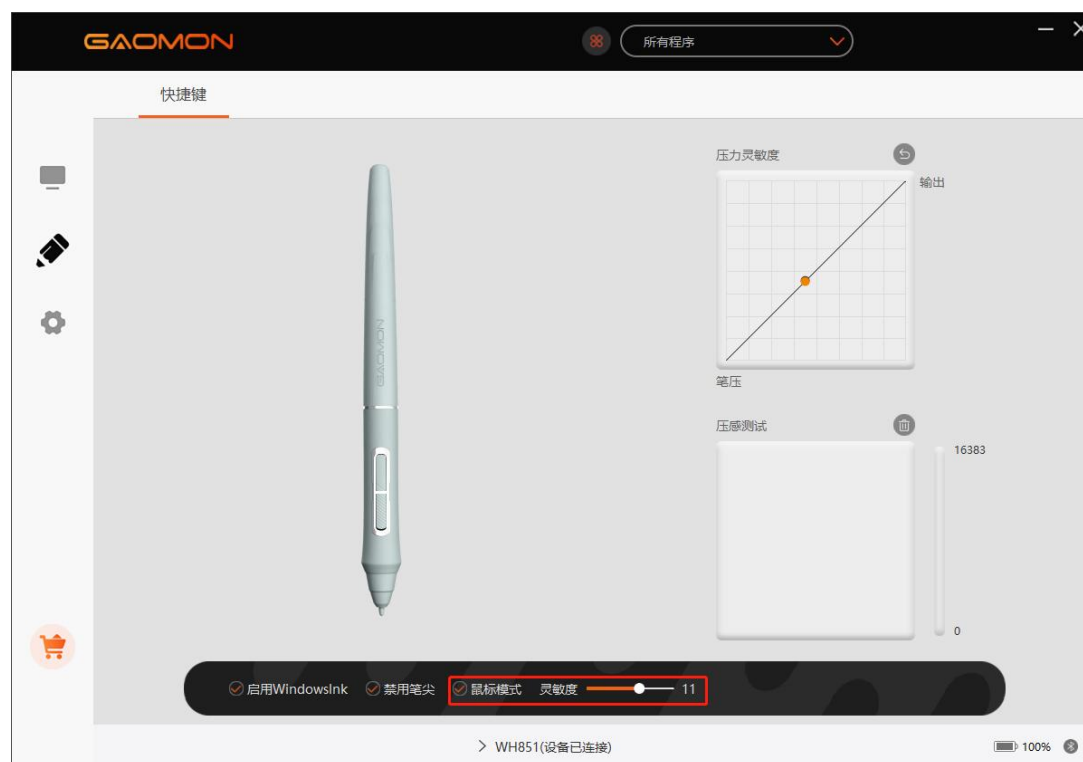 GAOMON
所有程序
快捷键
压力灵敏度
输出
GAOMON
笔压
压感测试
16383
0
启用WindowsInk 禁用笔尖 鼠标模式 灵敏度 11
WH851(设备已连接)
100%